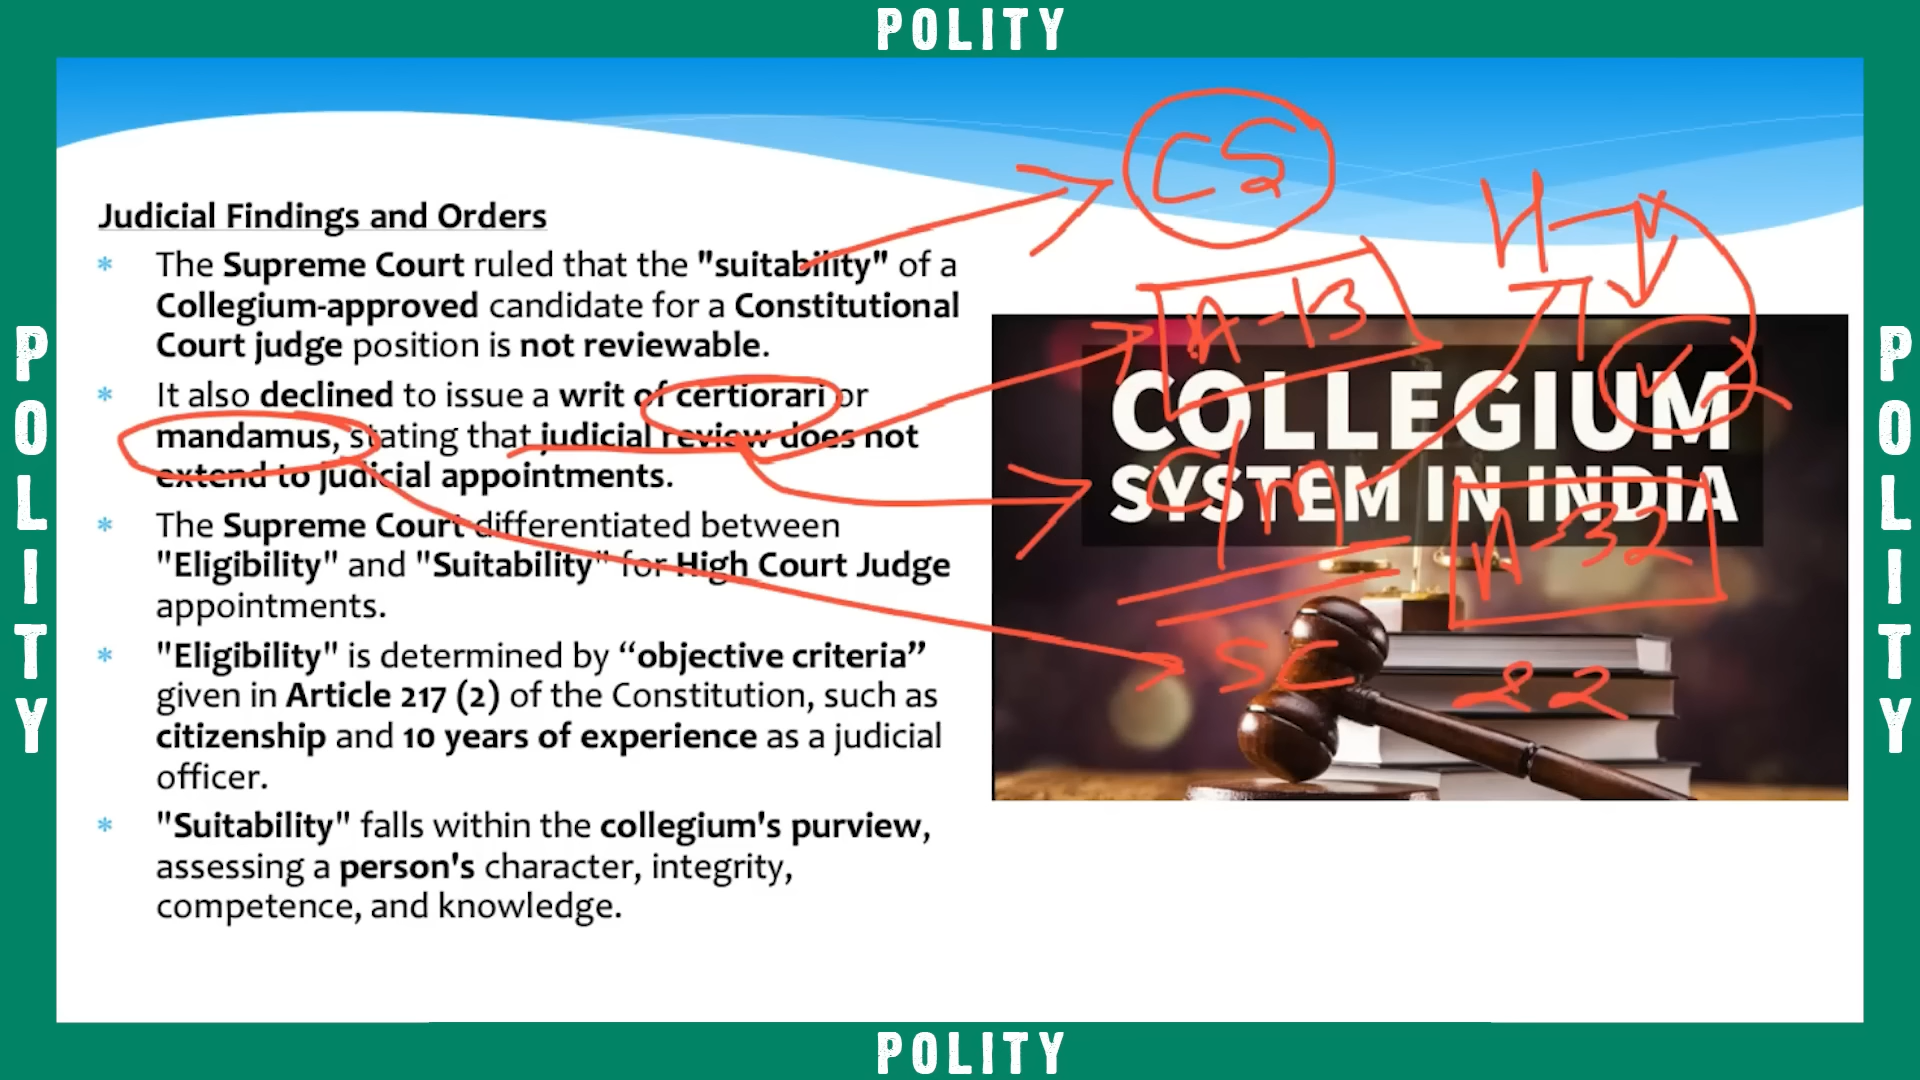 POLITY
POLITY
POLITY
Judicial Findings and Orders
* The Supreme Court ruled that the "suitability" of a
Collegium-approved candidate for a Constitutional
Court judge position is not reviewable.
* It also declined to issue a writ of certiorari or
mandamus, stating that judicial review does not
extend to judicial appointments.
* The Supreme Court differentiated between
"Eligibility" and "Suitability" for High Court Judge
appointments.
* "Eligibility" is determined by “objective criteria”
given in Article 217 (2) of the Constitution, such as
citizenship and 10 years of experience as a judicial
officer.
* "Suitability" falls within the collegium's purview,
assessing a person's character, integrity,
competence, and knowledge.
CS
A-13
COLLEGIUM
SYSTEM IN INDIA
C/m
A-32
SC
POLITY